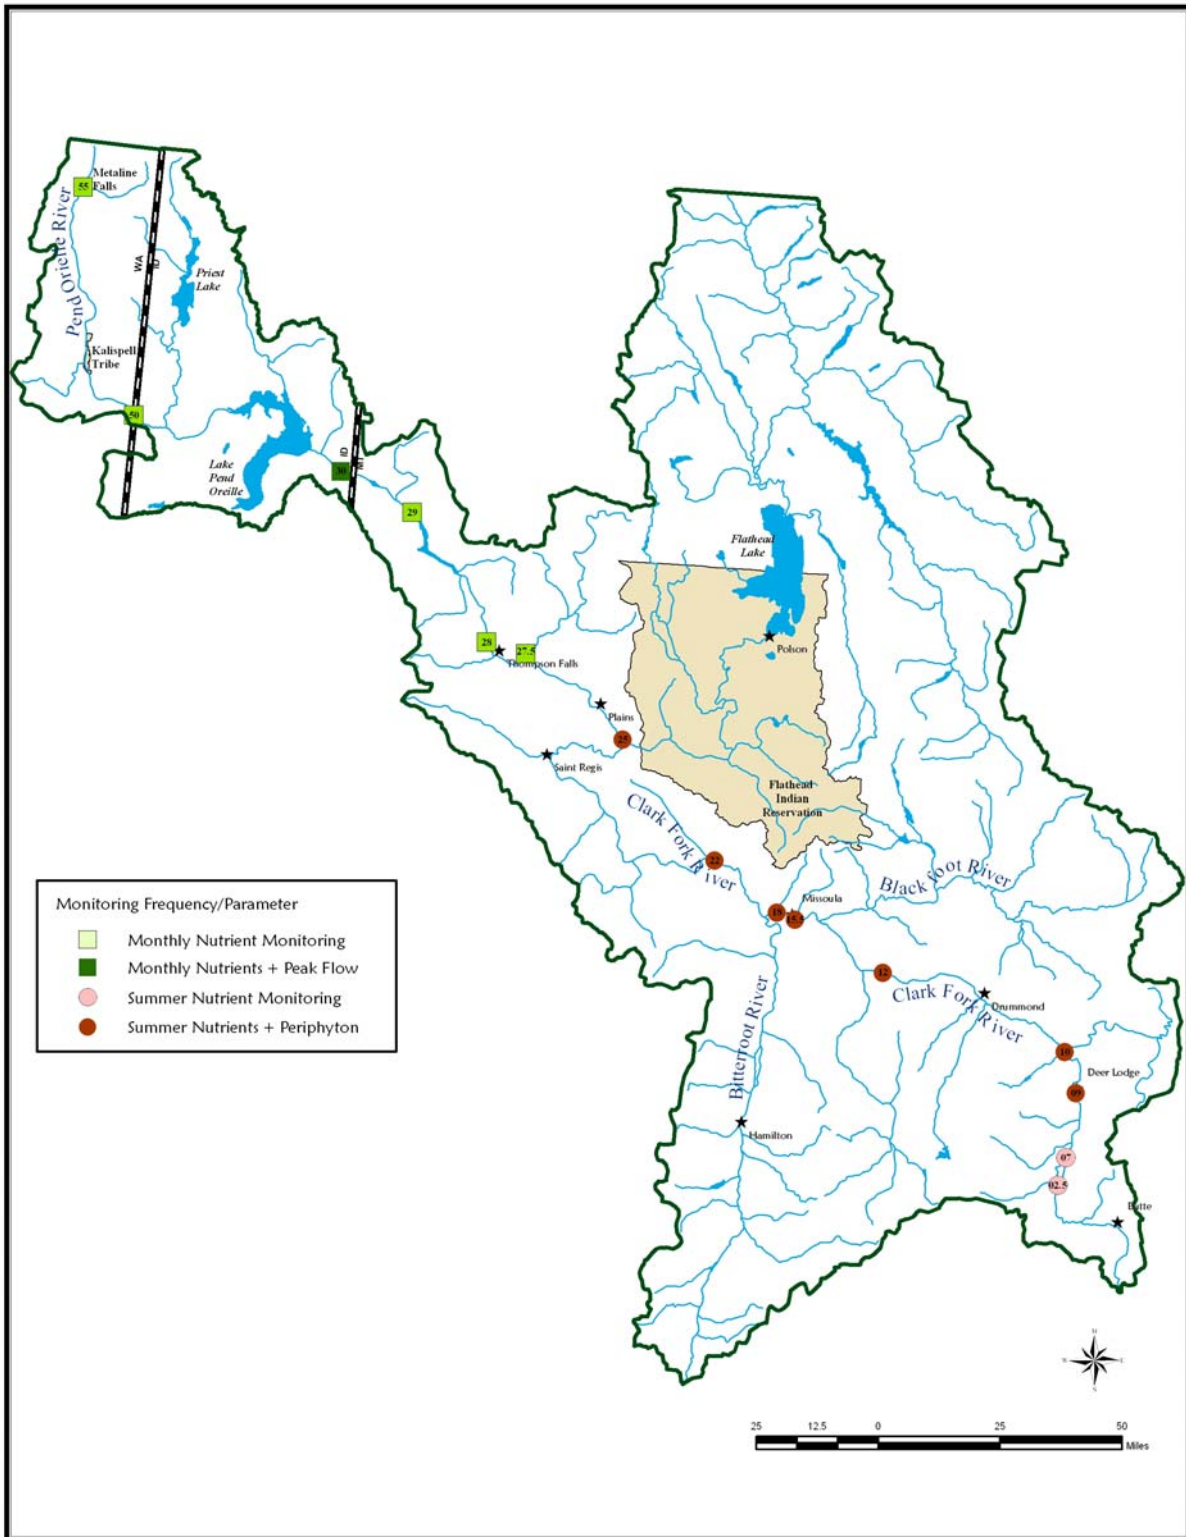 55
Metaline
Falls
Pend Orielle River
WA
ID
Priest
Lake
Kalispell
Tribe
50
Lake
Pend
Oreille
ID
MT
30
29
Flathead
Lake
28
27.5
Thompson Falls
Polson
Plains
25
Saint Regis
Flathead
Indian
Reservation
Clark Fork River
22
Blackfoot River
Missoula
18
15.5
12
Clark Fork River
Drummond
Bitterroot River
10
Deer Lodge
09
Hamilton
07
02.5
Butte
Monitoring Frequency/Parameter
Monthly Nutrient Monitoring
Monthly Nutrients + Peak Flow
Summer Nutrient Monitoring
Summer Nutrients + Periphyton
N
W
E
S
25 12.5 0 25 50
Miles